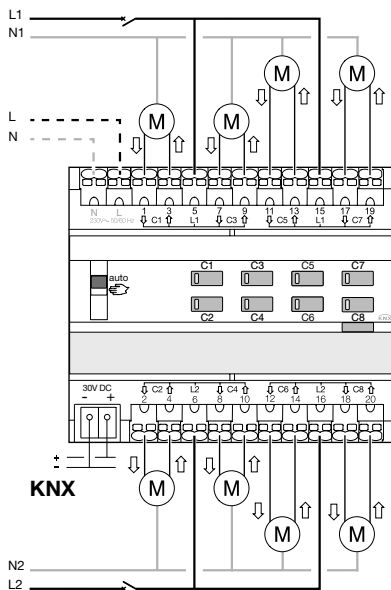 L1
N1
M
M
M
M
L
N
N L 1 3 5 7 9 11 13 15 17 19
230V~ 50/60Hz C1 L1 C3 C5 L1 C7
auto
C1 C3 C5 C7
C2 C4 C6 C8
KNX
30V DC
- +
C2 L2 C4 C6 L2 C8
2 4 6 8 10 12 14 16 18 20
+
-
KNX
M
M
M
M
N2
L2